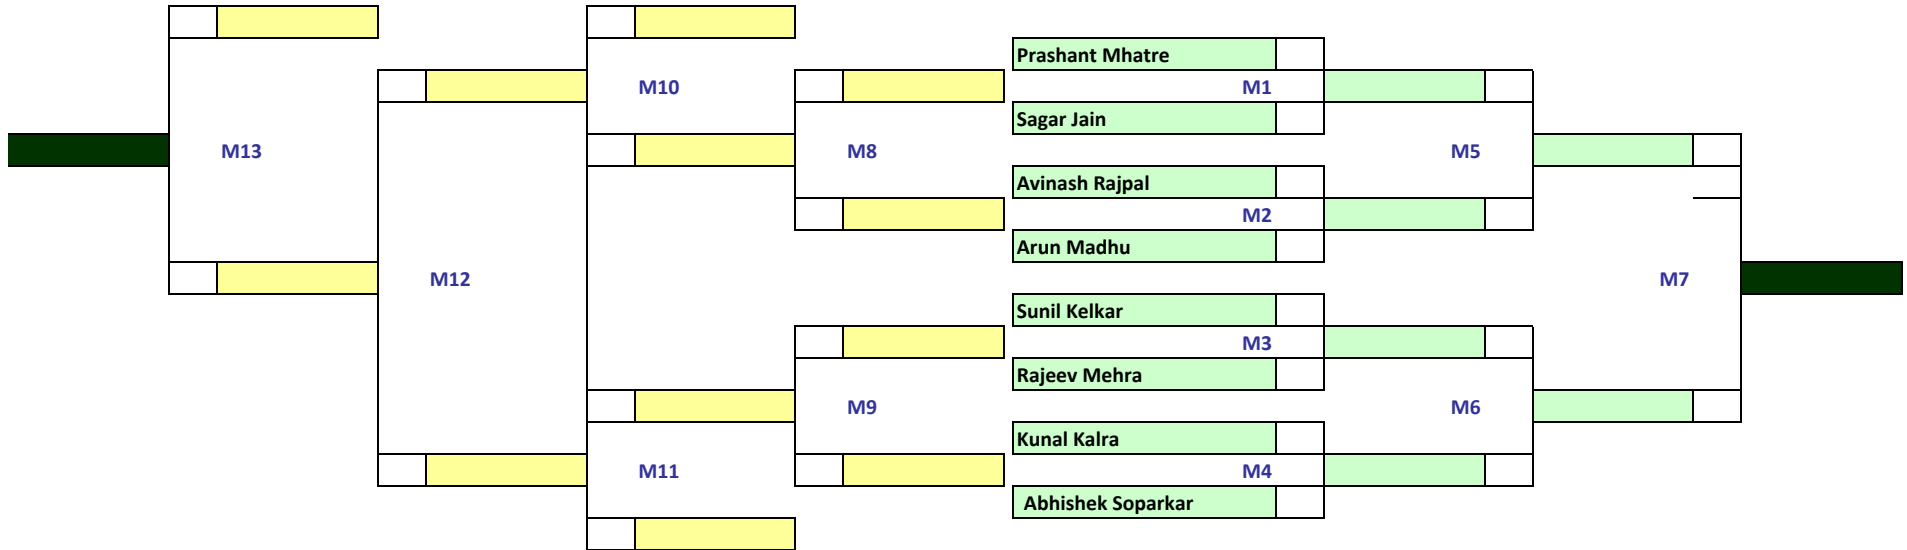 Prashant Mhatre
M10
M1
Sagar Jain
M13
M8
M5
Avinash Rajpal
M2
Arun Madhu
M12
M7
Sunil Kelkar
M3
Rajeev Mehra
M9
M6
Kunal Kalra
M11
M4
Abhishek Soparkar